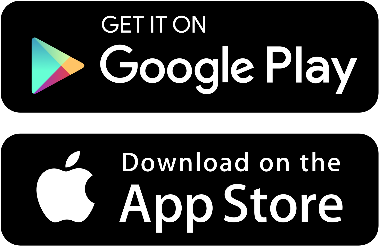 GET IT ON
Google Play
Download on the
App Store